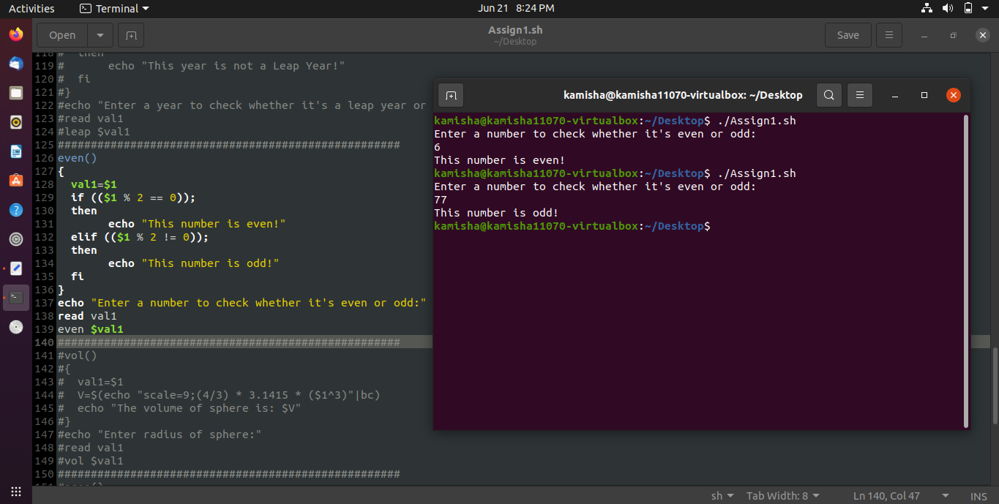 Activities
Terminal
Jun 21 8:24 PM
Open
Assign1.sh
~/Desktop
Save
118 # then
119 # echo "This year is not a Leap Year!"
120 # fi
121 #}
122 #echo "Enter a year to check whether it's a leap year or
123 #read val1
124 #leap $val1
125 ####################################################
126 even()
127 {
128 val1=$1
129 if (($1 % 2 == 0));
130 then
131 echo "This number is even!"
132 elif (($1 % 2 != 0));
133 then
134 echo "This number is odd!"
135 fi
136 }
137 echo "Enter a number to check whether it's even or odd:"
138 read val1
139 even $val1
140 ####################################################
141 #vol()
142 #{
143 # val1=$1
144 # V=$(echo "scale=9;(4/3) * 3.1415 * ($1^3)"|bc)
145 # echo "The volume of sphere is: $V"
146 #}
147 #echo "Enter radius of sphere:"
148 #read val1
149 #vol $val1
150 ####################################################
kamisha@kamisha11070-virtualbox: ~/Desktop
kamisha@kamisha11070-virtualbox:~/Desktop$ ./Assign1.sh
Enter a number to check whether it's even or odd:
6
This number is even!
kamisha@kamisha11070-virtualbox:~/Desktop$ ./Assign1.sh
Enter a number to check whether it's even or odd:
77
This number is odd!
kamisha@kamisha11070-virtualbox:~/Desktop$
sh
Tab Width: 8
Ln 140, Col 47
INS